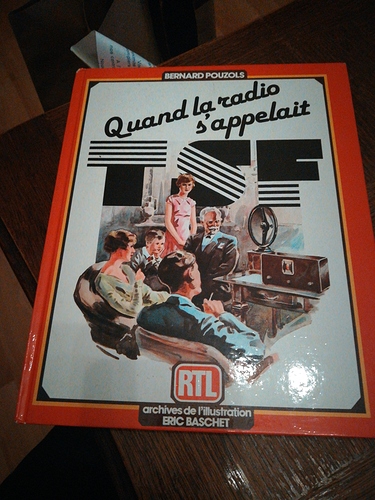 BERNARD POUZOLS
Quand la radio
s'appelait
TSF
RTL
archives de l'illustration
ERIC BASCHET